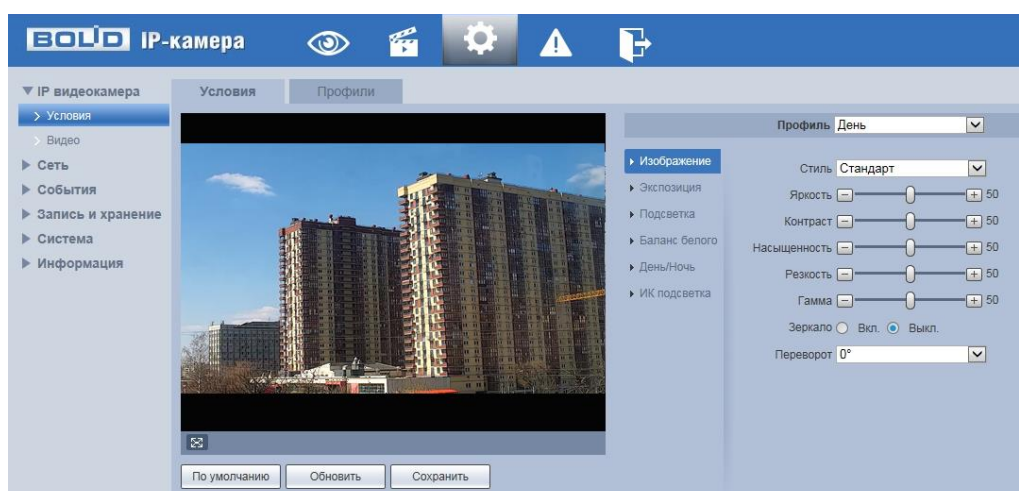 BOLID IP-камера
IP видеокамера
Условия
Видео
Сеть
События
Запись и хранение
Система
Информация
Условия
Профили
Профиль День
Изображение
Экспозиция
Подсветка
Баланс белого
День/Ночь
ИК подсветка
Стиль Стандарт
Яркость 50
Контраст 50
Насыщенность 50
Резкость 50
Гамма 50
Зеркало Вкл. Выкл.
Переворот 0°
По умолчанию
Обновить
Сохранить